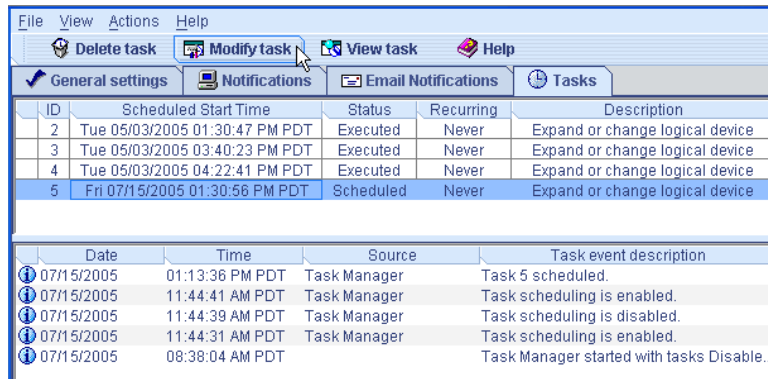 File View Actions Help
Delete task Modify task View task Help
General settings Notifications Email Notifications Tasks
ID Scheduled Start Time Status Recurring Description
2 Tue 05/03/2005 01:30:47 PM PDT Executed Never Expand or change logical device
3 Tue 05/03/2005 03:40:23 PM PDT Executed Never Expand or change logical device
4 Tue 05/03/2005 04:22:41 PM PDT Executed Never Expand or change logical device
5 Fri 07/15/2005 01:30:56 PM PDT Scheduled Never Expand or change logical device
Date Time Source Task event description
07/15/2005 01:13:36 PM PDT Task Manager Task 5 scheduled.
07/15/2005 11:44:41 AM PDT Task Manager Task scheduling is enabled.
07/15/2005 11:44:39 AM PDT Task Manager Task scheduling is disabled.
07/15/2005 11:44:31 AM PDT Task Manager Task scheduling is enabled.
07/15/2005 08:38:04 AM PDT Task Manager started with tasks Disable..